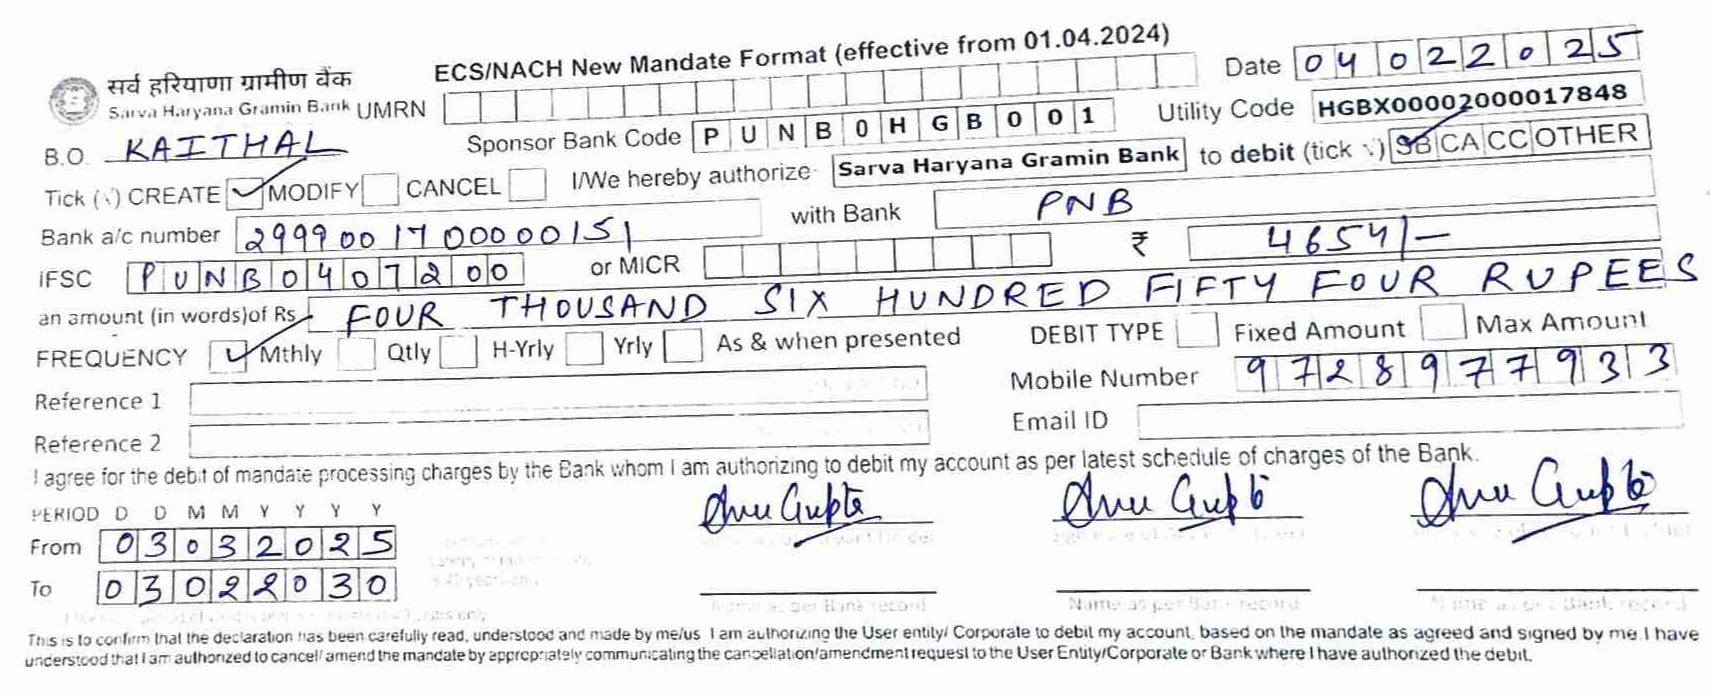 ECS/NACH New Mandate Format (effective from 01.04.2024)
सर्व हरियाणा ग्रामीण बैंक
Sarva Haryana Gramin Bank UMRN Date 04022025
B.O. KAITHAL Sponsor Bank Code PUNB0HGB001 Utility Code HGBX00002000017848
Tick (√) CREATE ✓ MODIFY CANCEL I/We hereby authorize Sarva Haryana Gramin Bank to debit (tick √) SB CA CC OTHER
Bank a/c number 2999001700000151 with Bank PNB
IFSC PUNB0407200 or MICR ₹ 4654/-
an amount (in words)of Rs FOUR THOUSAND SIX HUNDRED FIFTY FOUR RUPEES
FREQUENCY ✓ Mthly Qtly H-Yrly Yrly As & when presented DEBIT TYPE Fixed Amount Max Amount
Reference 1 Mobile Number 9728977933
Reference 2 Email ID
I agree for the debit of mandate processing charges by the Bank whom I am authorizing to debit my account as per latest schedule of charges of the Bank.
PERIOD D D M M Y Y Y Y
From 03032025 Gupta Gupta Gupta
To 03022030
Name as per Bank record Name as per Bank record Name as per Bank record
This is to confirm that the declaration has been carefully read, understood and made by me/us. I am authorizing the User entity/ Corporate to debit my account, based on the mandate as agreed and signed by me. I have
understood that I am authorized to cancel/ amend the mandate by appropriately communicating the cancellation/amendment request to the User Entity/Corporate or Bank where I have authorized the debit.